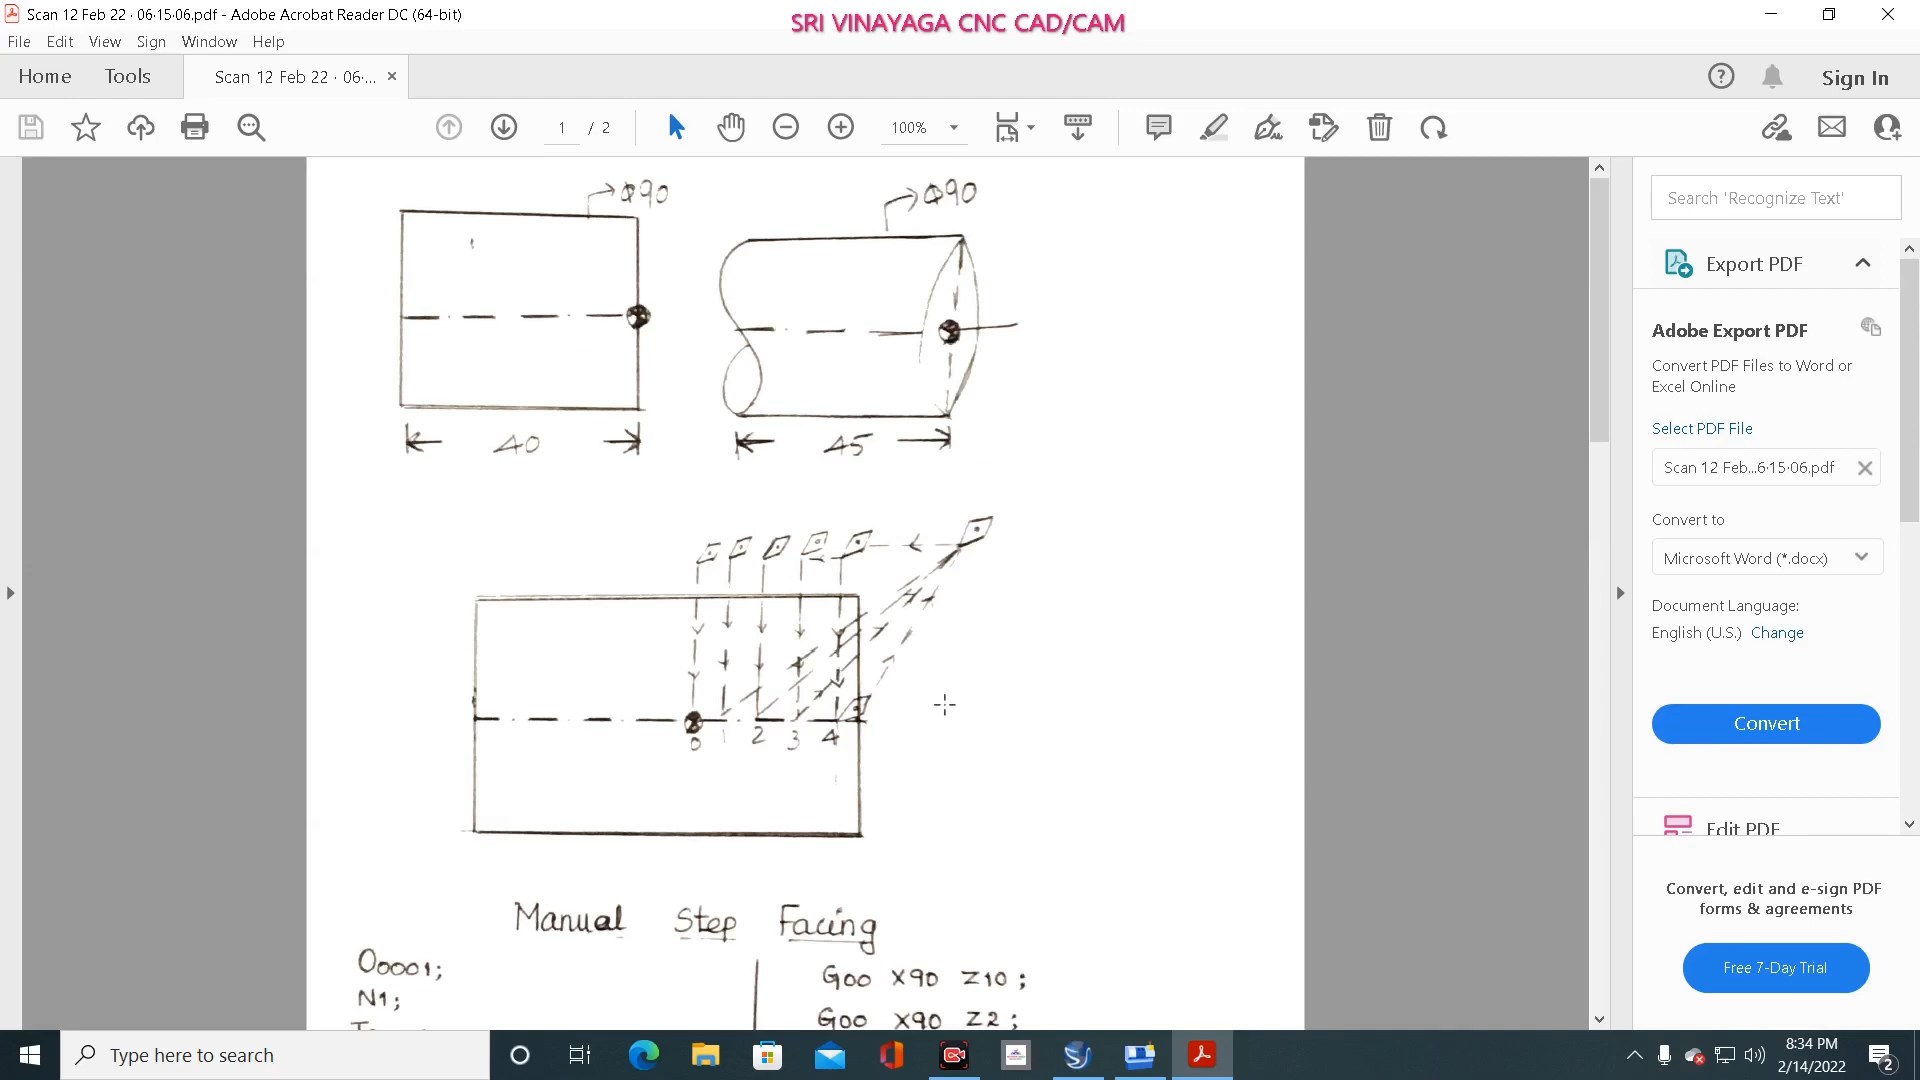 Scan 12 Feb 22 · 06·15·06.pdf - Adobe Acrobat Reader DC (64-bit)
SRI VINAYAGA CNC CAD/CAM
File Edit View Sign Window Help
Home Tools Scan 12 Feb 22 · 06·... × Sign In
1 / 2 100%
Φ90 Φ90
40 45
0 1 2 3 4
Manual Step Facing
O0001;
N1;
G00 X90 Z10 ;
G00 X90 Z2 ;
Search 'Recognize Text'
Export PDF
Adobe Export PDF
Convert PDF Files to Word or
Excel Online
Select PDF File
Scan 12 Feb...6·15·06.pdf
Convert to
Microsoft Word (*.docx)
Document Language:
English (U.S.) Change
Convert
Edit PDF
Convert, edit and e-sign PDF
forms & agreements
Free 7-Day Trial
Type here to search
8:34 PM
2/14/2022
2